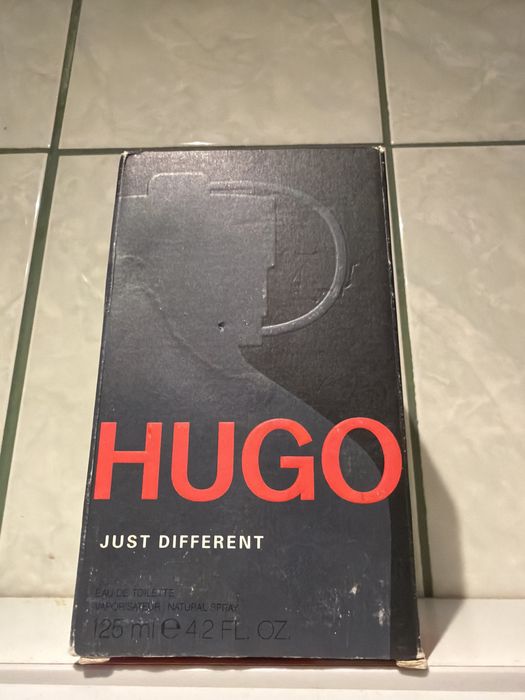 HUGO
JUST DIFFERENT
EAU DE TOILETTE
VAPORISATEUR NATURAL SPRAY
125 ml e 4.2 FL. OZ.